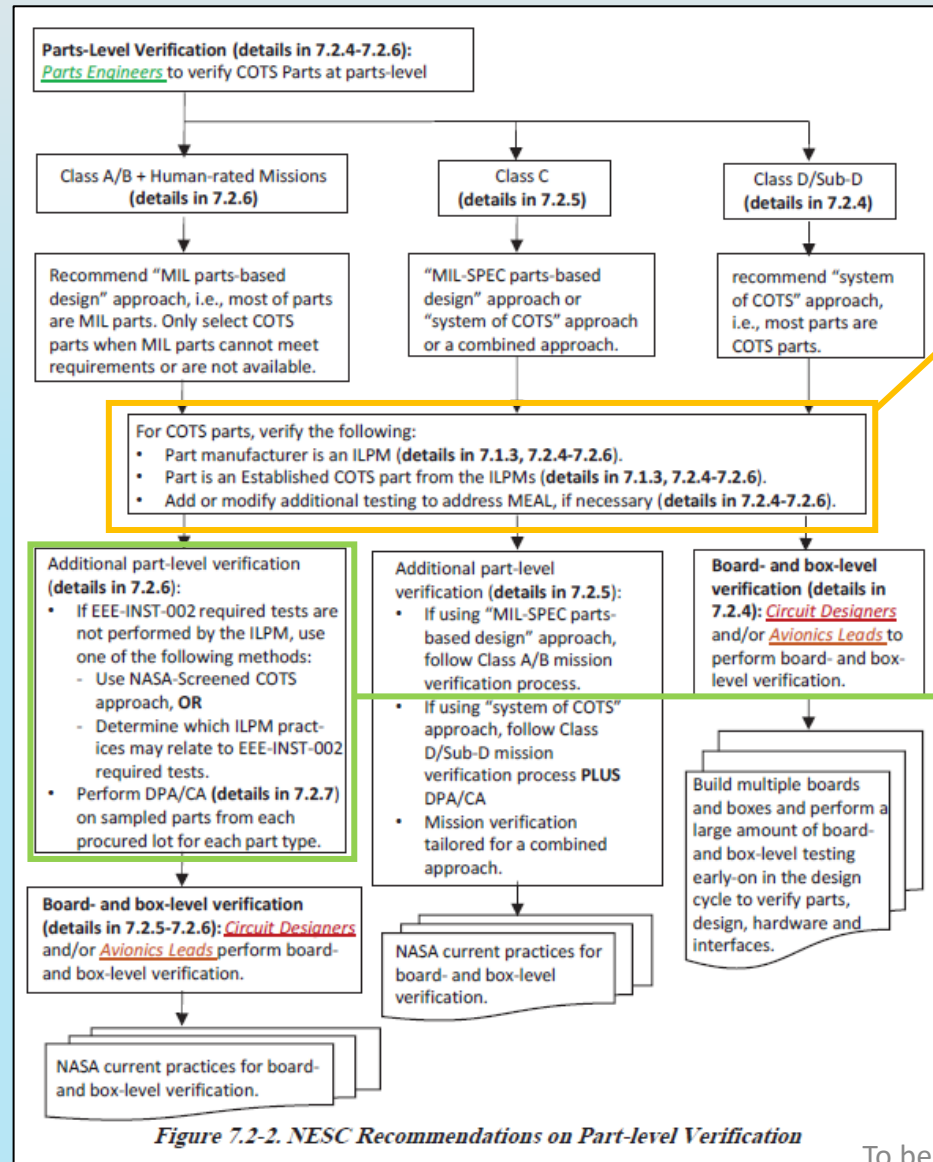 Parts-Level Verification (details in 7.2.4-7.2.6):
Parts Engineers to verify COTS Parts at parts-level
Class A/B + Human-rated Missions
(details in 7.2.6)
Class C
(details in 7.2.5)
Class D/Sub-D
(details in 7.2.4)
Recommend “MIL parts-based
design” approach, i.e., most of parts
are MIL parts. Only select COTS
parts when MIL parts cannot meet
requirements or are not available.
“MIL-SPEC parts-based
design” approach or
“system of COTS” approach
or a combined approach.
recommend “system
of COTS” approach,
i.e., most parts are
COTS parts.
For COTS parts, verify the following:
• Part manufacturer is an ILPM (details in 7.1.3, 7.2.4-7.2.6).
• Part is an Established COTS part from the ILPMs (details in 7.1.3, 7.2.4-7.2.6).
• Add or modify additional testing to address MEAL, if necessary (details in 7.2.4-7.2.6).
Additional part-level verification
(details in 7.2.6):
• If EEE-INST-002 required tests are
not performed by the ILPM, use
one of the following methods:
- Use NASA-Screened COTS
approach, OR
- Determine which ILPM pract-
ices may relate to EEE-INST-002
required tests.
• Perform DPA/CA (details in 7.2.7)
on sampled parts from each
procured lot for each part type.
Additional part-level
verification (details in 7.2.5):
• If using “MIL-SPEC parts-
based design” approach,
follow Class A/B mission
verification process.
• If using “system of COTS”
approach, follow Class
D/Sub-D mission
verification process PLUS
DPA/CA
• Mission verification
tailored for a combined
approach.
Board- and box-level
verification (details in
7.2.4): Circuit Designers
and/or Avionics Leads to
perform board- and box-
level verification.
Build multiple boards
and boxes and perform a
large amount of board-
and box-level testing
early-on in the design
cycle to verify parts,
design, hardware and
interfaces.
Board- and box-level verification
(details in 7.2.5-7.2.6): Circuit Designers
and/or Avionics Leads perform board-
and box-level verification.
NASA current practices for
board- and box-level
verification.
NASA current practices for board-
and box-level verification.
Figure 7.2-2. NESC Recommendations on Part-level Verification
To be